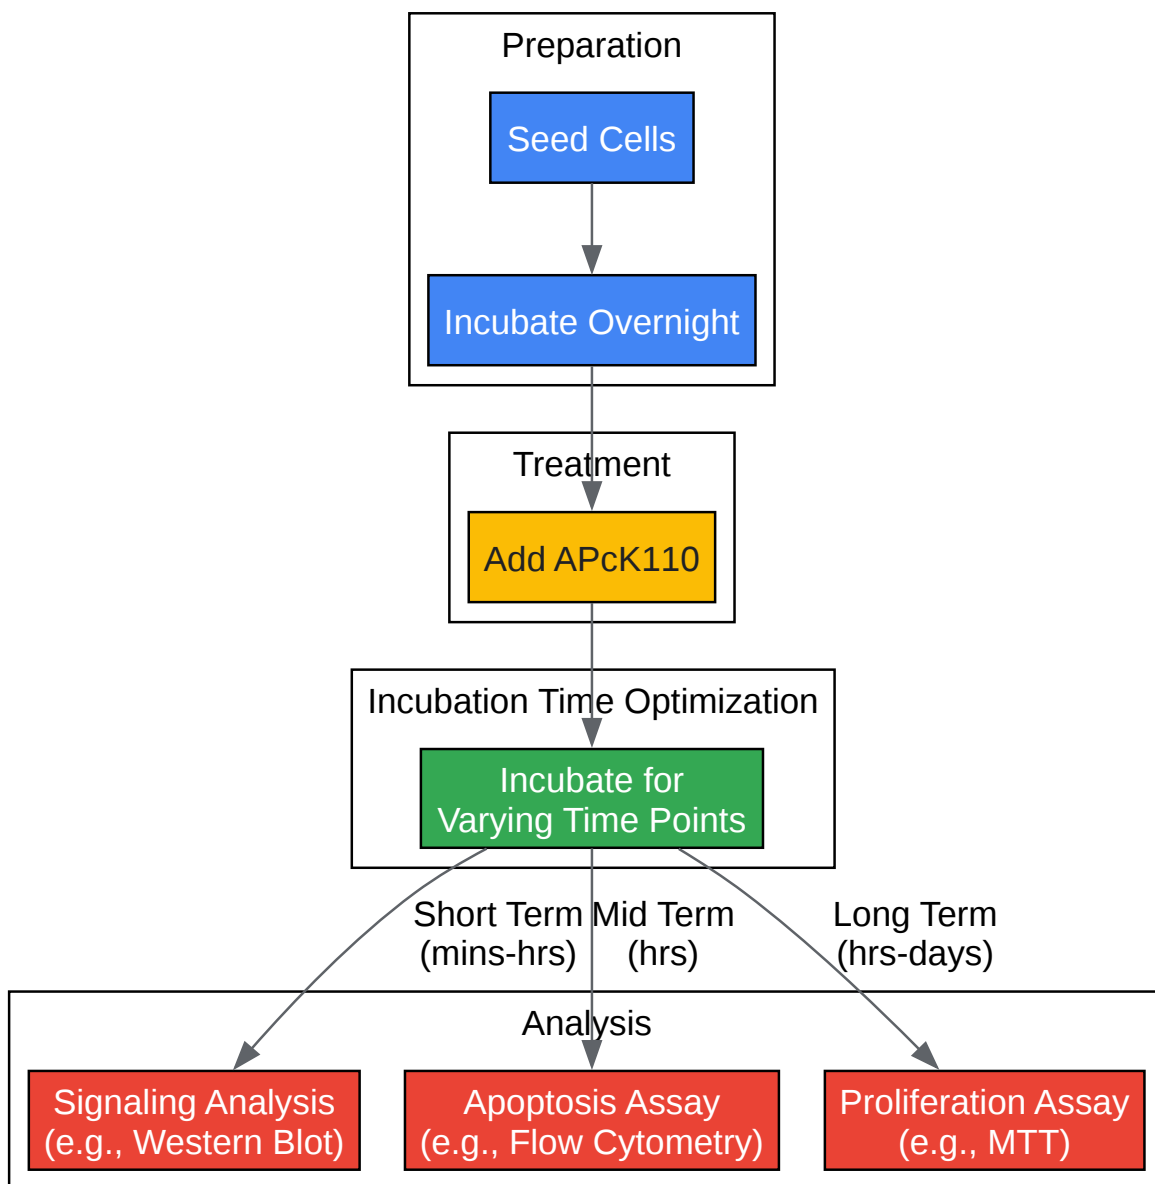 Preparation
Seed Cells
Incubate Overnight
Treatment
Add APcK110
Incubation Time Optimization
Incubate for
Varying Time Points
Short Term
(mins-hrs)
Mid Term
(hrs)
Long Term
(hrs-days)
Analysis
Signaling Analysis
(e.g., Western Blot)
Apoptosis Assay
(e.g., Flow Cytometry)
Proliferation Assay
(e.g., MTT)